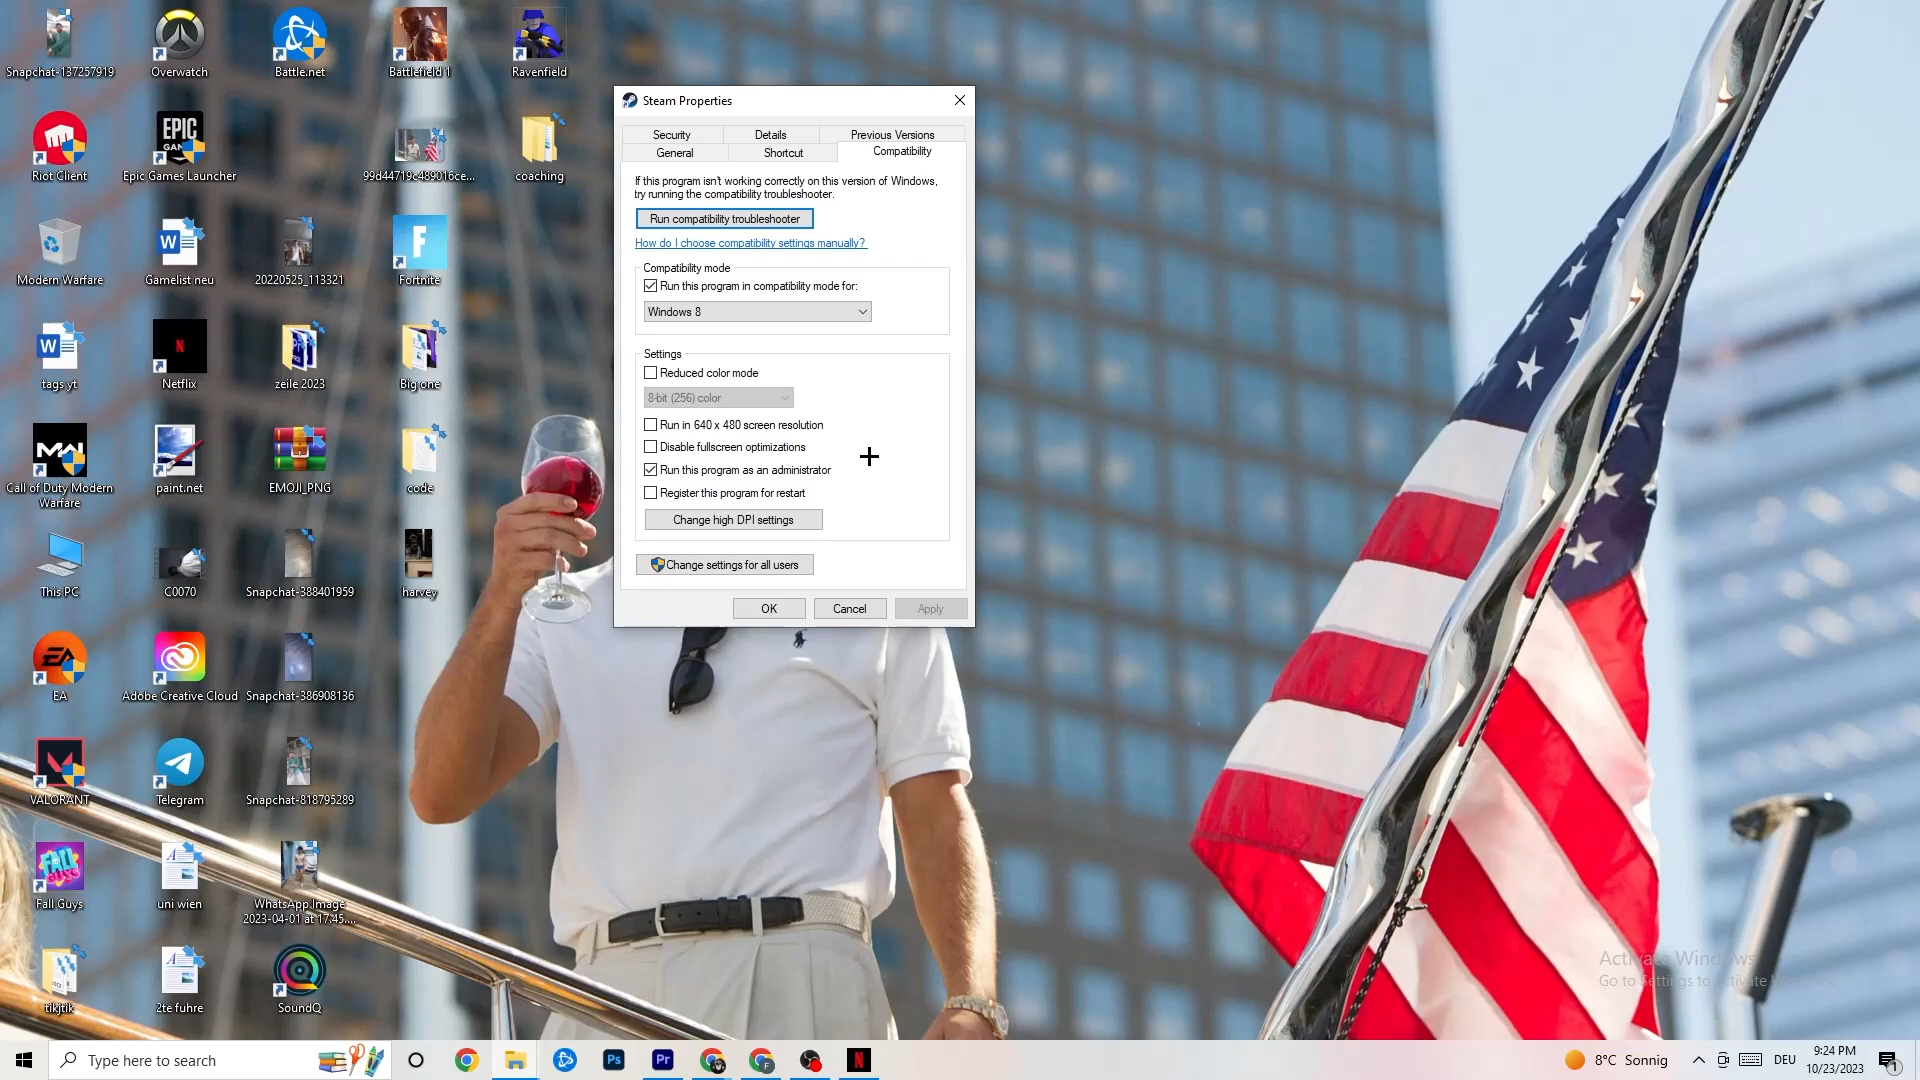 Snapchat-137257919
Overwatch
Battle.net
Battlefield 1
Ravenfield
Riot Client
EPIC
Epic Games Launcher
99d44719c489016ce...
coaching
Modern Warfare
Gamelist neu
20220525_113321
Fortnite
tags yt
Netflix
zeile 2023
Big one
Call of Duty Modern
Warfare
paint.net
EMOJI_PNG
code
This PC
C0070
Snapchat-388401959
harvey
EA
Adobe Creative Cloud
Snapchat-386908136
VALORANT
Telegram
Snapchat-818795289
FALL
GUYS
Fall Guys
uni wien
WhatsApp Image
2023-04-01 at 17.45....
tikjtik
2te fuhre
SoundQ
Steam Properties
Security
Details
Previous Versions
General
Shortcut
Compatibility
If this program isn't working correctly on this version of Windows,
try running the compatibility troubleshooter.
Run compatibility troubleshooter
How do I choose compatibility settings manually?
Compatibility mode
Run this program in compatibility mode for:
Windows 8
Settings
Reduced color mode
8-bit (256) color
Run in 640 x 480 screen resolution
Disable fullscreen optimizations
Run this program as an administrator
Register this program for restart
Change high DPI settings
Change settings for all users
OK
Cancel
Apply
Activate Windows
Go to Settings to activate
Type here to search
Ps
Pr
8°C Sonnig
DEU
9:24 PM
10/23/2023
1